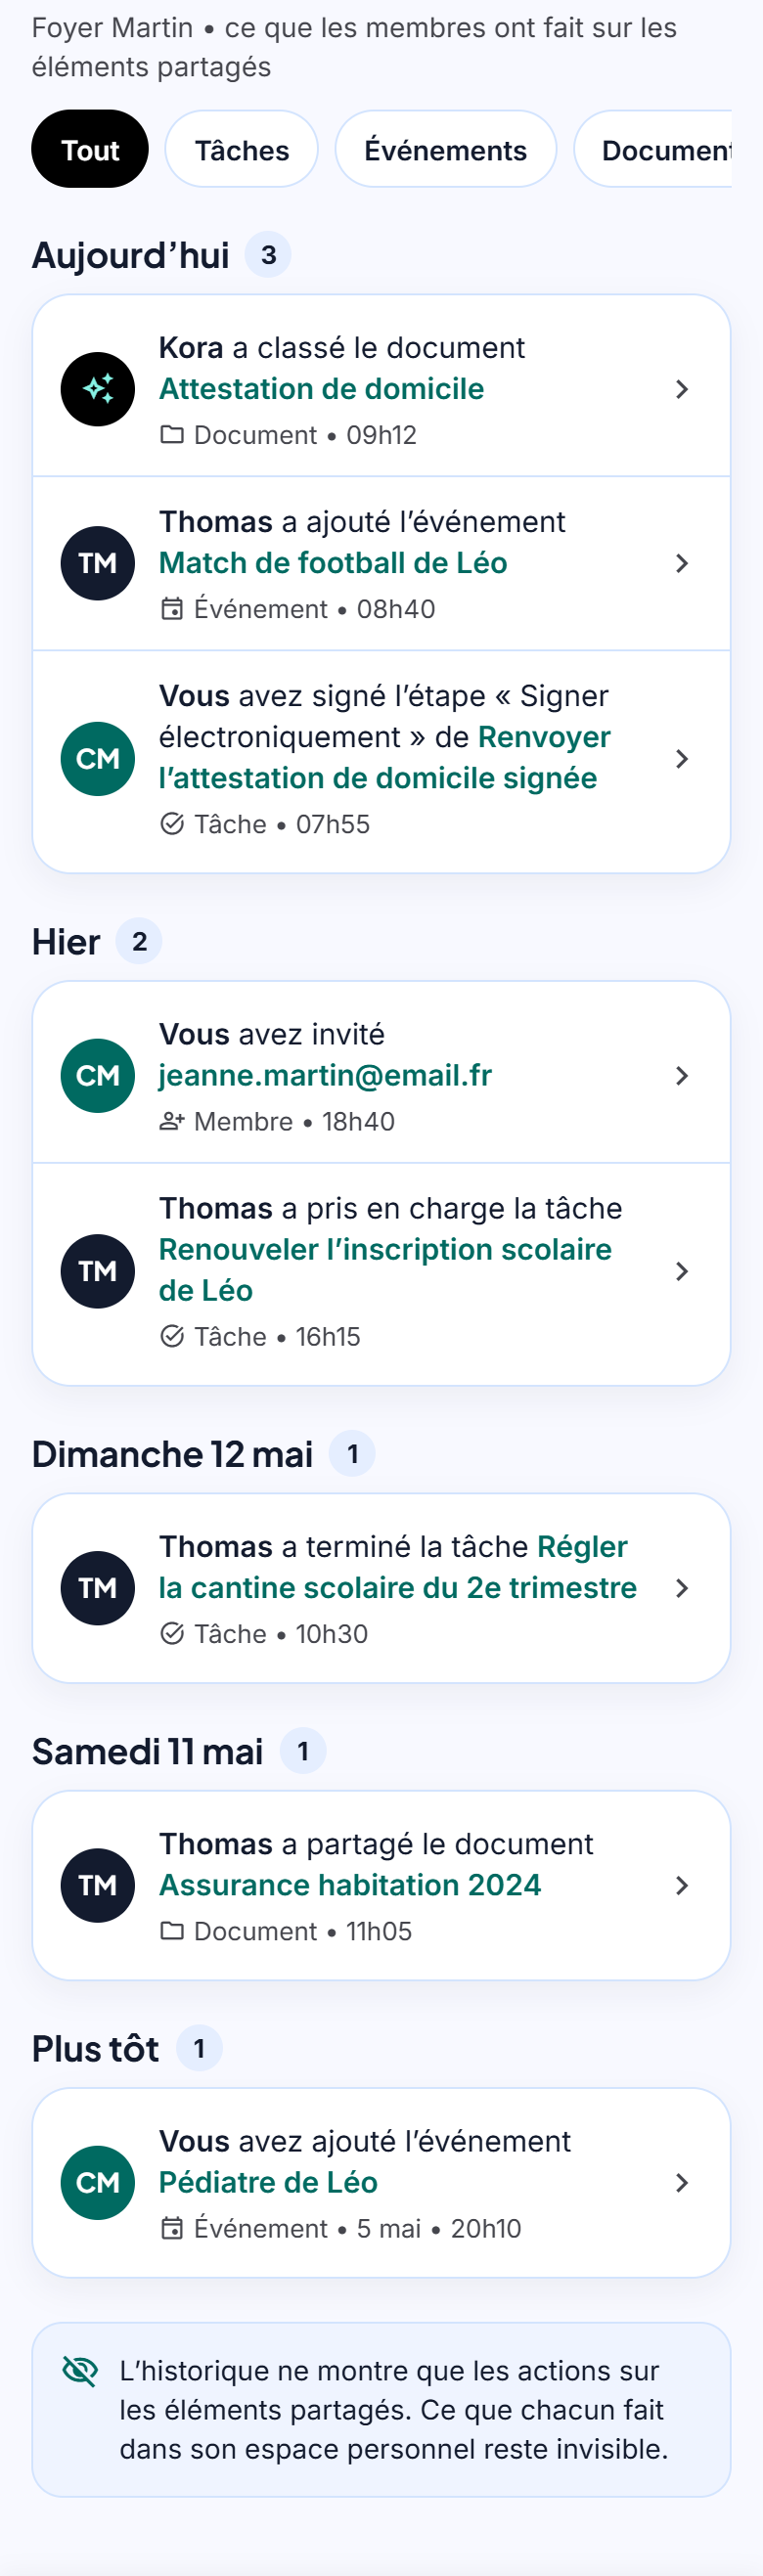 Foyer Martin • ce que les membres ont fait sur les
éléments partagés
Tout
Tâches
Événements
Document
Aujourd’hui 3
Kora a classé le document
Attestation de domicile
Document • 09h12
TM
Thomas a ajouté l’événement
Match de football de Léo
Événement • 08h40
CM
Vous avez signé l’étape « Signer
électroniquement » de Renvoyer
l’attestation de domicile signée
Tâche • 07h55
Hier 2
CM
Vous avez invité
jeanne.martin@email.fr
Membre • 18h40
TM
Thomas a pris en charge la tâche
Renouveler l’inscription scolaire
de Léo
Tâche • 16h15
Dimanche 12 mai 1
TM
Thomas a terminé la tâche Régler
la cantine scolaire du 2e trimestre
Tâche • 10h30
Samedi 11 mai 1
TM
Thomas a partagé le document
Assurance habitation 2024
Document • 11h05
Plus tôt 1
CM
Vous avez ajouté l’événement
Pédiatre de Léo
Événement • 5 mai • 20h10
L’historique ne montre que les actions sur
les éléments partagés. Ce que chacun fait
dans son espace personnel reste invisible.